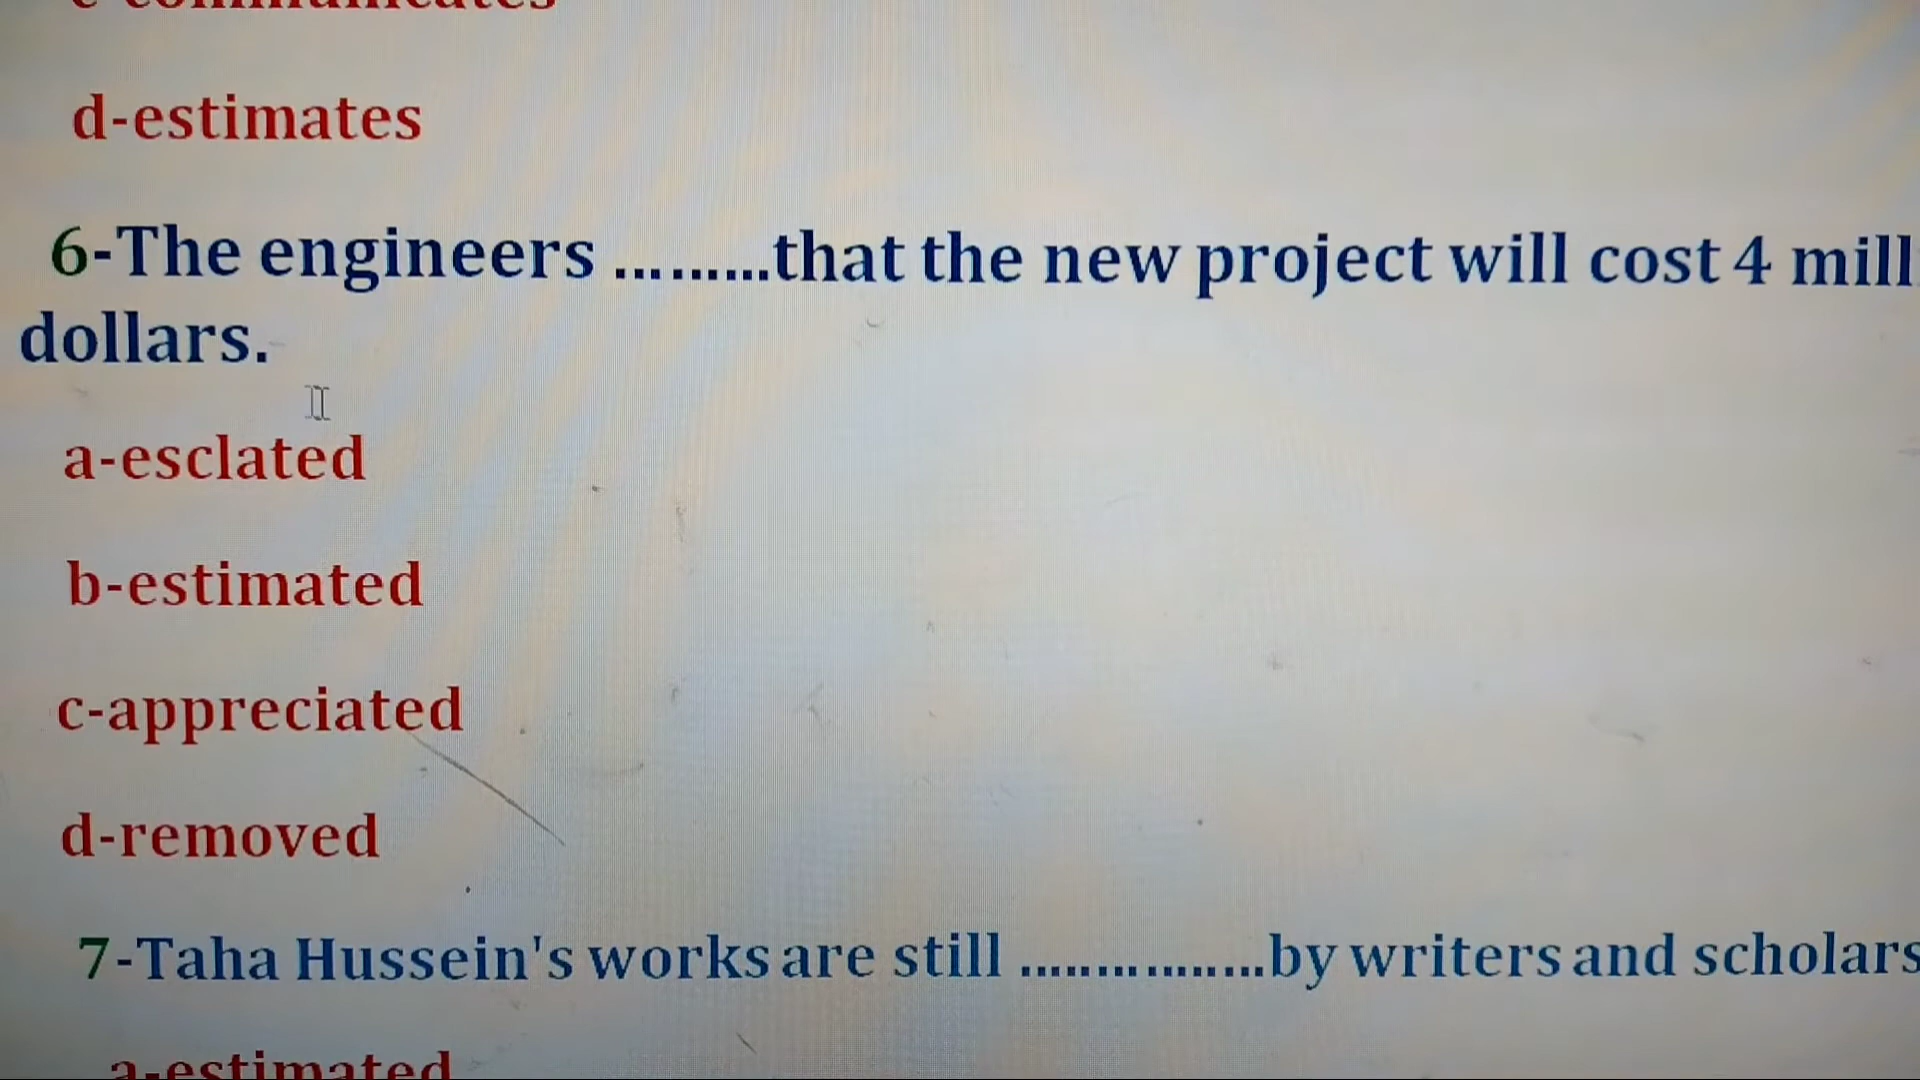 d-estimates
6-The engineers .........that the new project will cost 4 mill
dollars.
a-esclated
b-estimated
c-appreciated
d-removed
7-Taha Hussein's works are still ................by writers and scholars
a-estimated